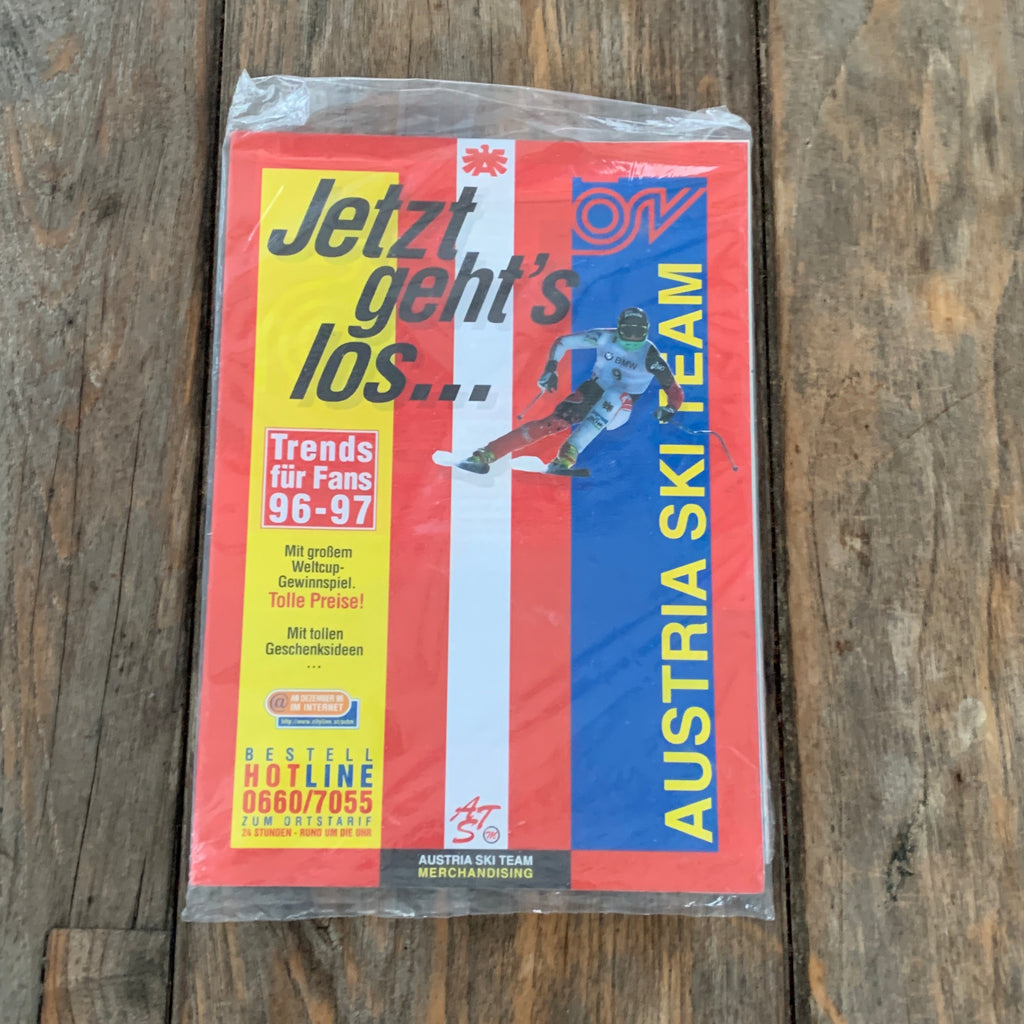 Jetzt
geht's
los...
Trends
für Fans
96-97
Mit großem
Weltcup-
Gewinnspiel.
Tolle Preise!
Mit tollen
Geschenksideen
...
@ AB DEZEMBER 96
IM INTERNET
BESTELL
HOTLINE
0660/7055
ZUM ORTSTARIF
24 STUNDEN - RUND UM DIE UHR
BMW
9
AUSTRIA SKI TEAM
ATS
AUSTRIA SKI TEAM
MERCHANDISING